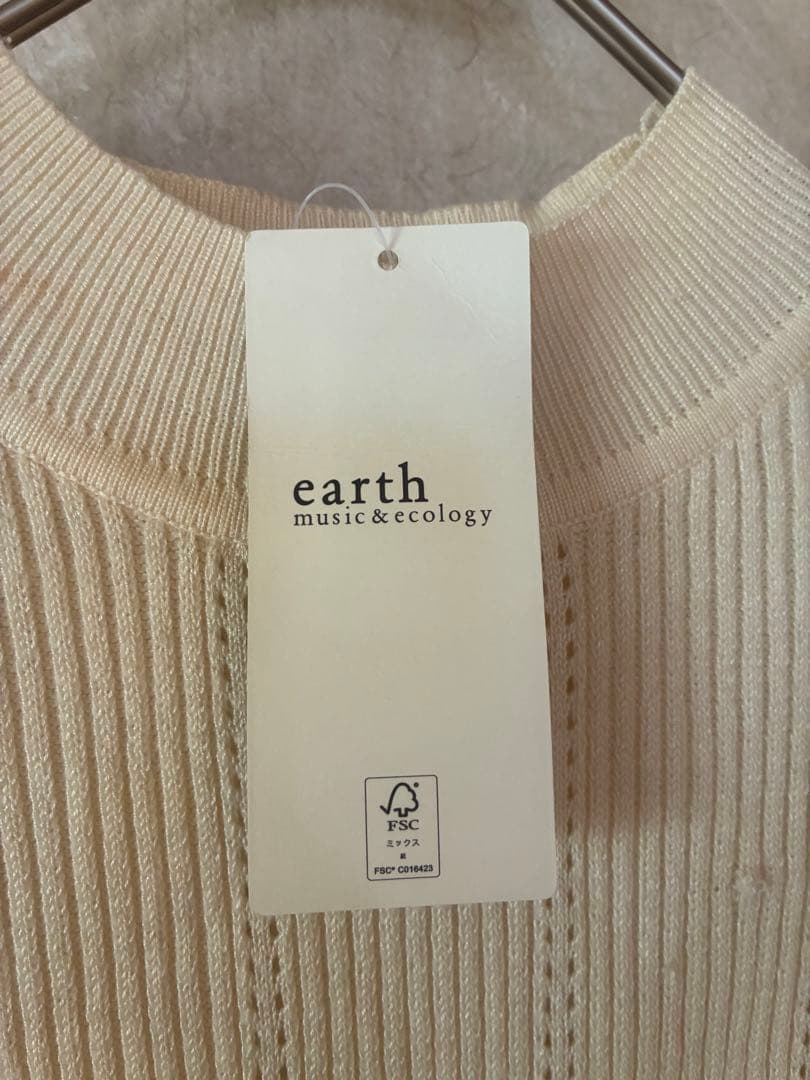 earth
music & ecology
FSC
ミックス
紙
FSC® C016423